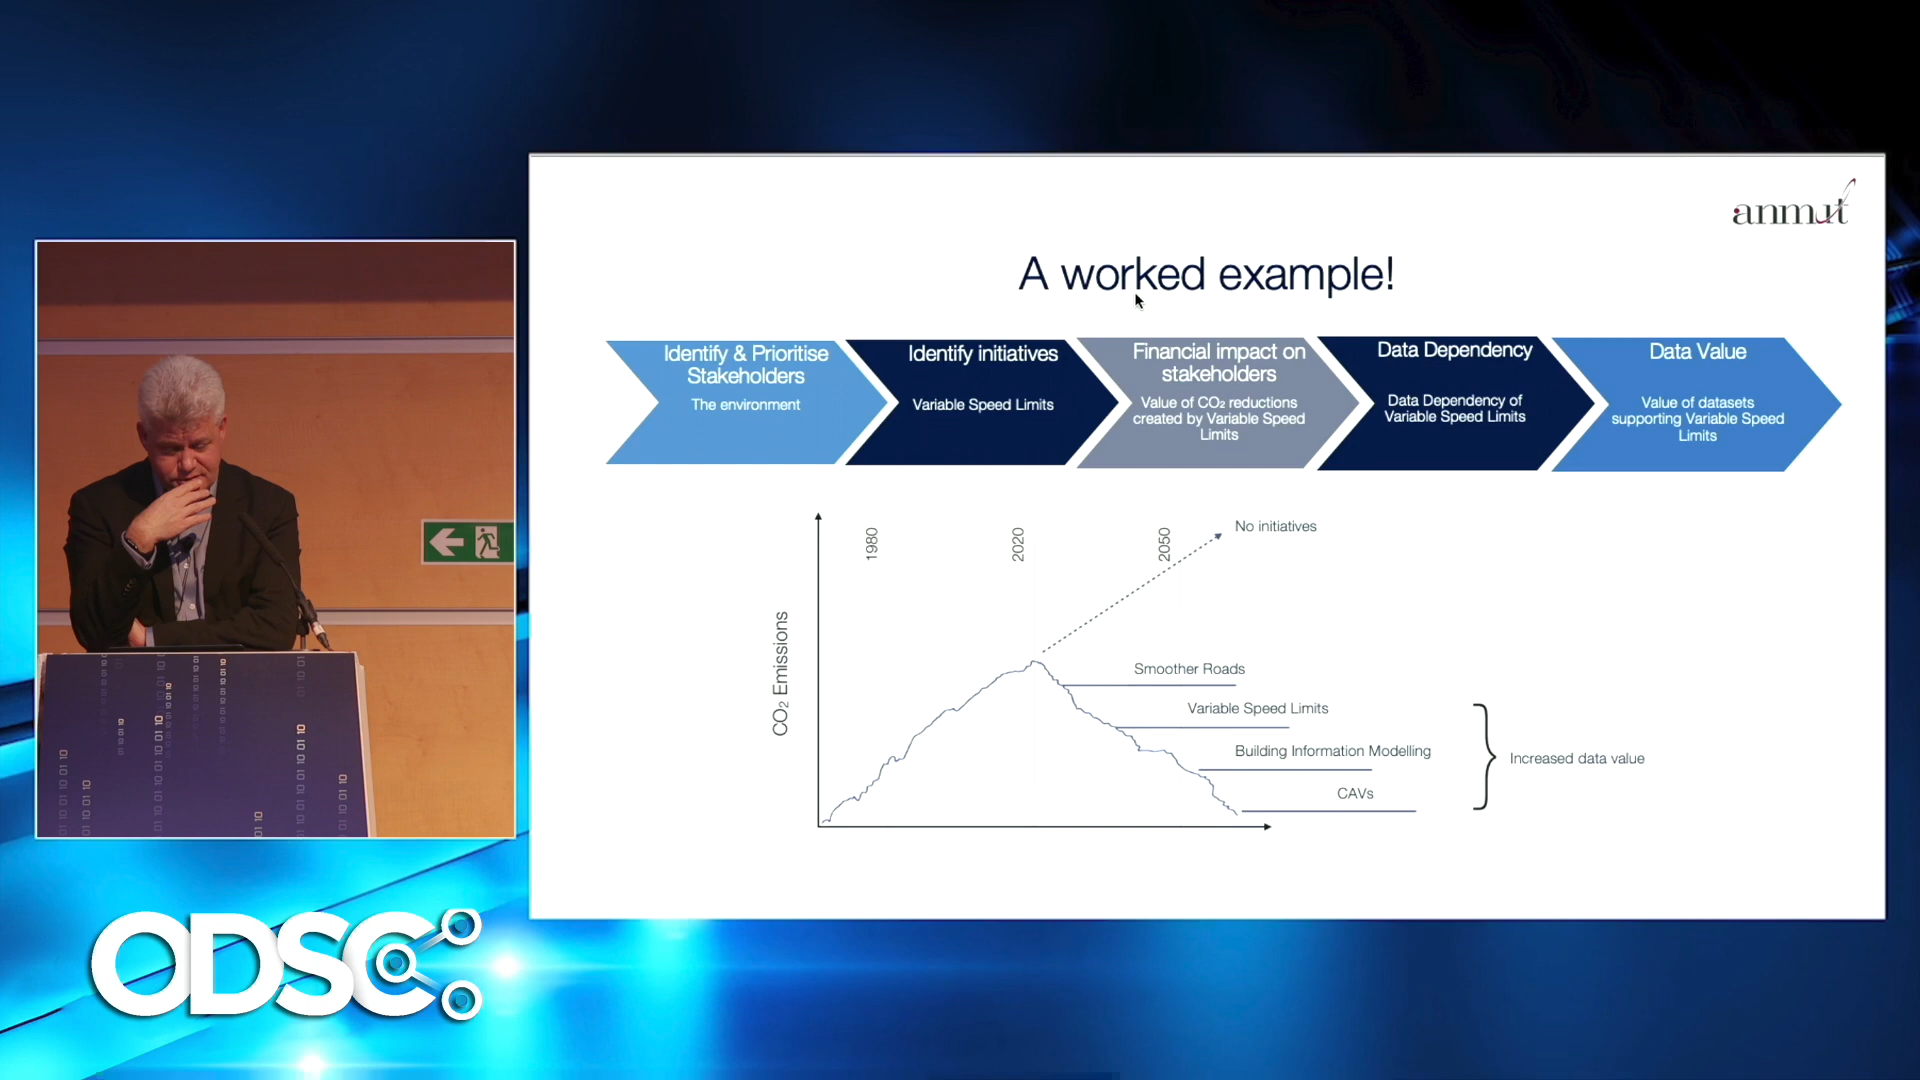 anmut
A worked example!
Identify & Prioritise
Stakeholders
The environment
Identify initiatives
Variable Speed Limits
Financial impact on
stakeholders
Value of CO₂ reductions
created by Variable Speed
Limits
Data Dependency
Data Dependency of
Variable Speed Limits
Data Value
Value of datasets
supporting Variable Speed
Limits
1980
2020
2050
No initiatives
CO₂ Emissions
Smoother Roads
Variable Speed Limits
Building Information Modelling
CAVs
Increased data value
ODSC